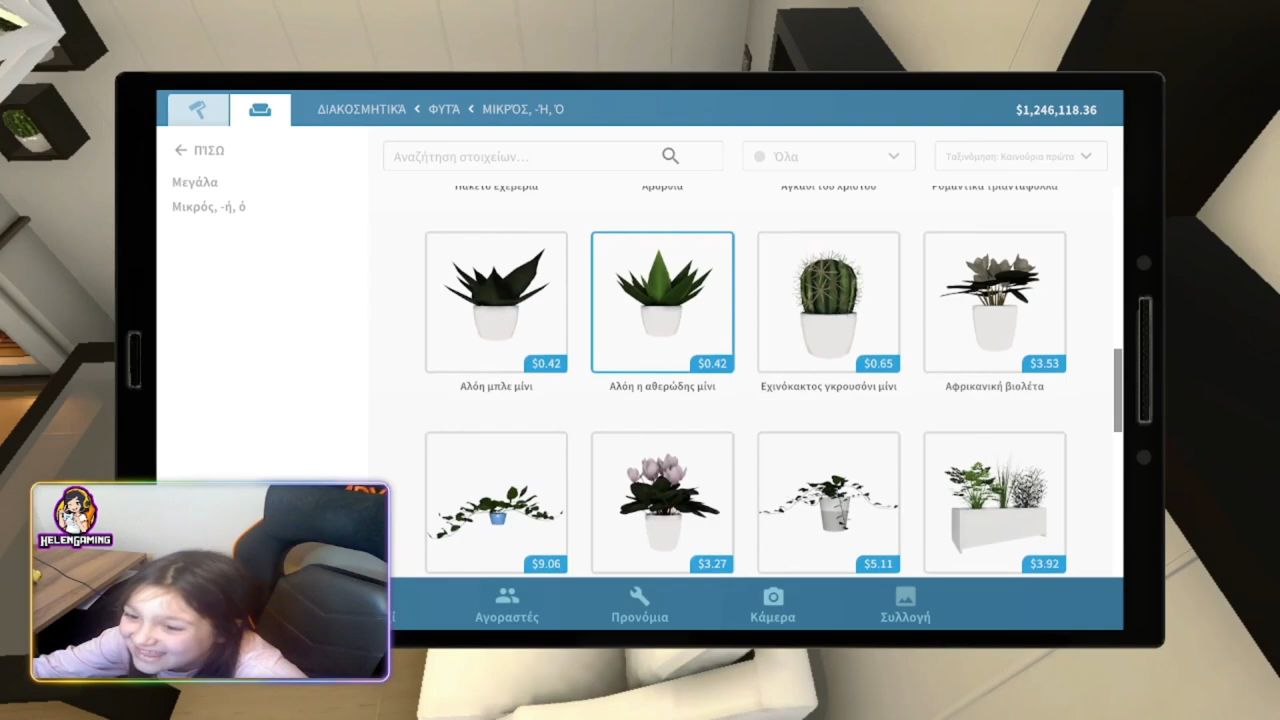 ΔΙΑΚΟΣΜΗΤΙΚΆ < ΦΥΤΆ < ΜΙΚΡΌΣ, -Ή, Ό
$1,246,118.36
ΠΊΣΩ
Μεγάλα
Μικρός, -ή, ό
Αναζήτηση στοιχείων...
Όλα
Ταξινόμηση: Καινούρια πρώτα
$0.42
$0.42
$0.65
$3.53
Αλόη μπλε μίνι
Αλόη η αθερώδης μίνι
Εχινόκακτος γκρουσόνι μίνι
Αφρικανική βιολέτα
$9.06
$3.27
$5.11
$3.92
Αγοραστές
Προνόμια
Κάμερα
Συλλογή
HELENGAMING